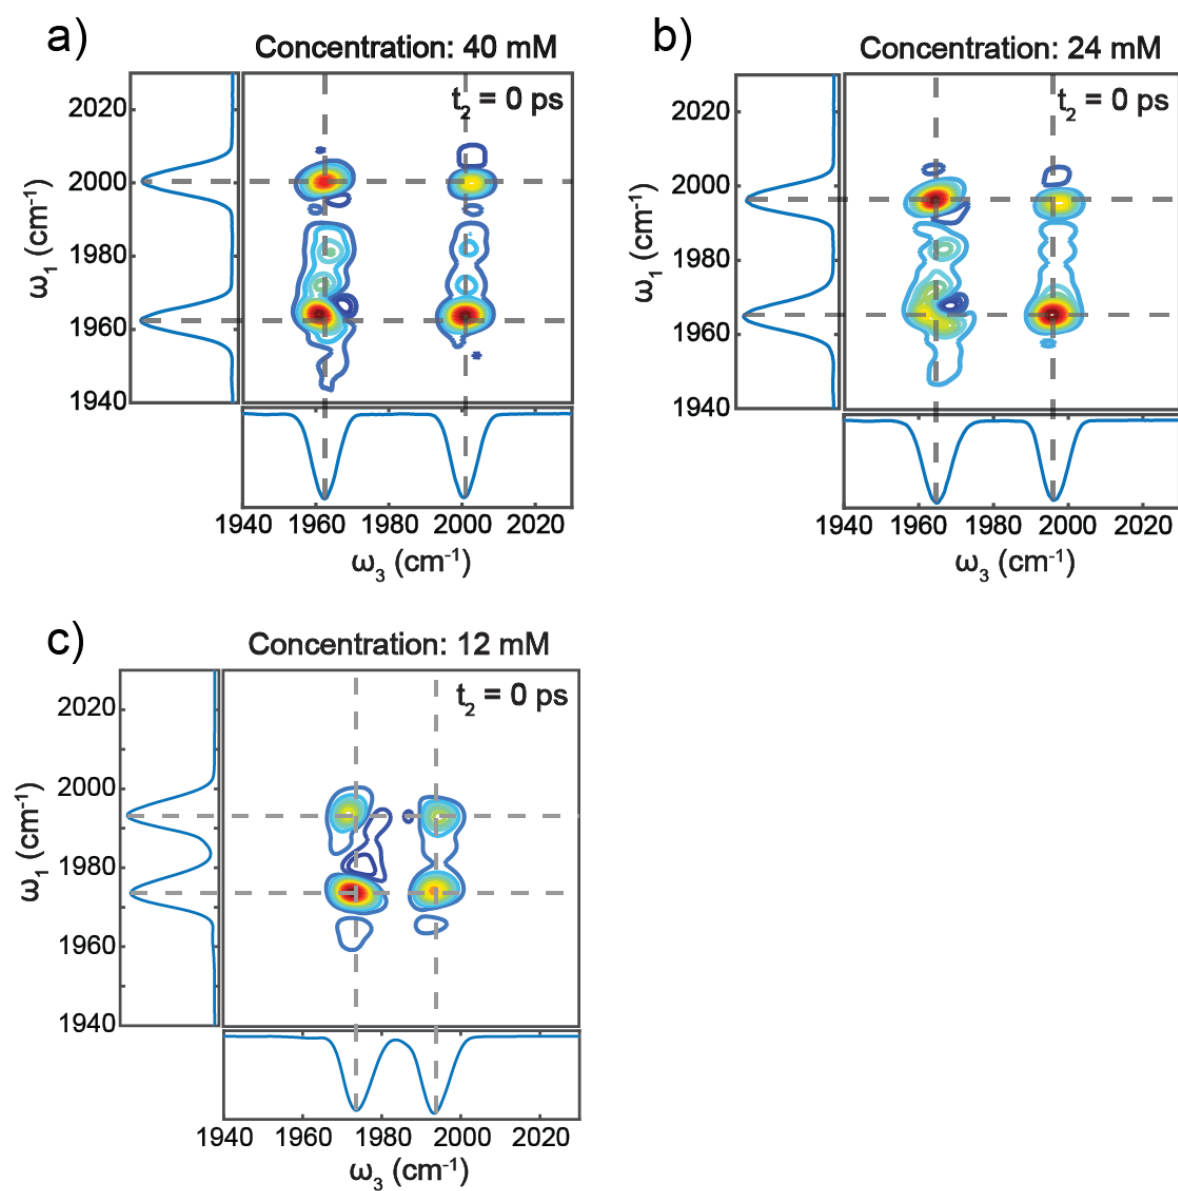 a)
Concentration: 40 mM
t2 = 0 ps
2020
2000
1980
1960
1940
ω1 (cm-1)
1940 1960 1980 2000 2020
ω3 (cm-1)
b)
Concentration: 24 mM
t2 = 0 ps
2020
2000
1980
1960
1940
ω1 (cm-1)
1940 1960 1980 2000 2020
ω3 (cm-1)
c)
Concentration: 12 mM
t2 = 0 ps
2020
2000
1980
1960
1940
ω1 (cm-1)
1940 1960 1980 2000 2020
ω3 (cm-1)